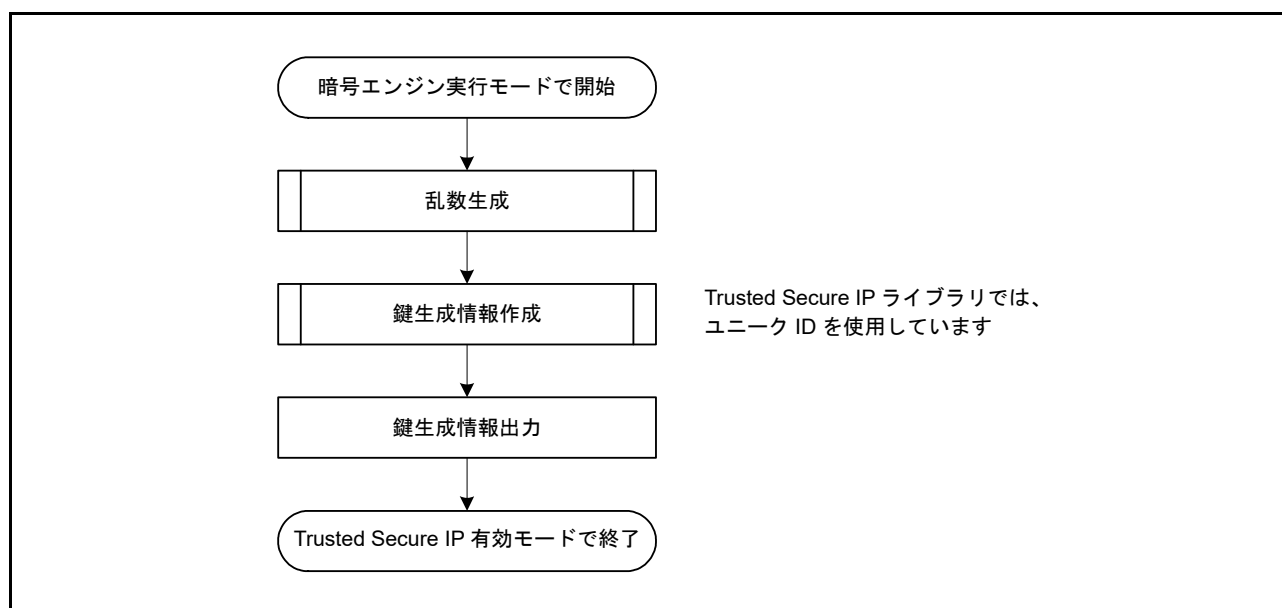 暗号エンジン実行モードで開始
乱数生成
鍵生成情報作成
Trusted Secure IP ライブラリでは、
ユニーク ID を使用しています
鍵生成情報出力
Trusted Secure IP 有効モードで終了